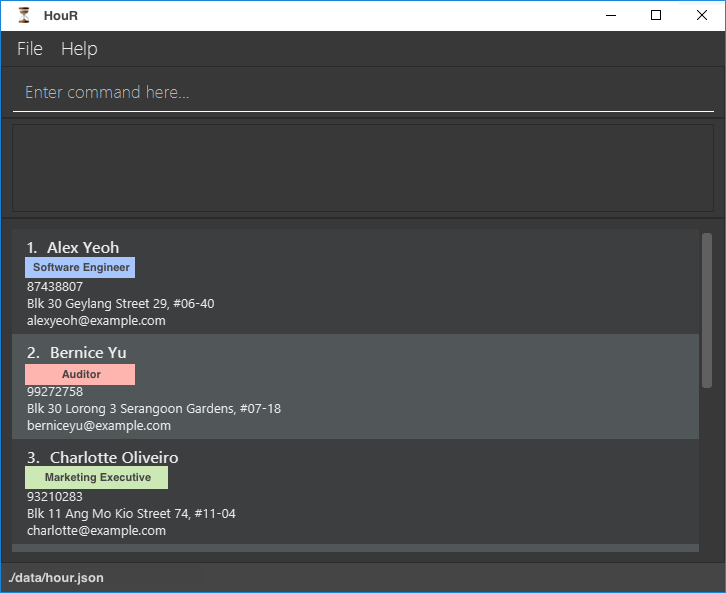 HouR
File Help
Enter command here...
1. Alex Yeoh
Software Engineer
87438807
Blk 30 Geylang Street 29, #06-40
alexyeoh@example.com
2. Bernice Yu
Auditor
99272758
Blk 30 Lorong 3 Serangoon Gardens, #07-18
berniceyu@example.com
3. Charlotte Oliveiro
Marketing Executive
93210283
Blk 11 Ang Mo Kio Street 74, #11-04
charlotte@example.com
./data/hour.json